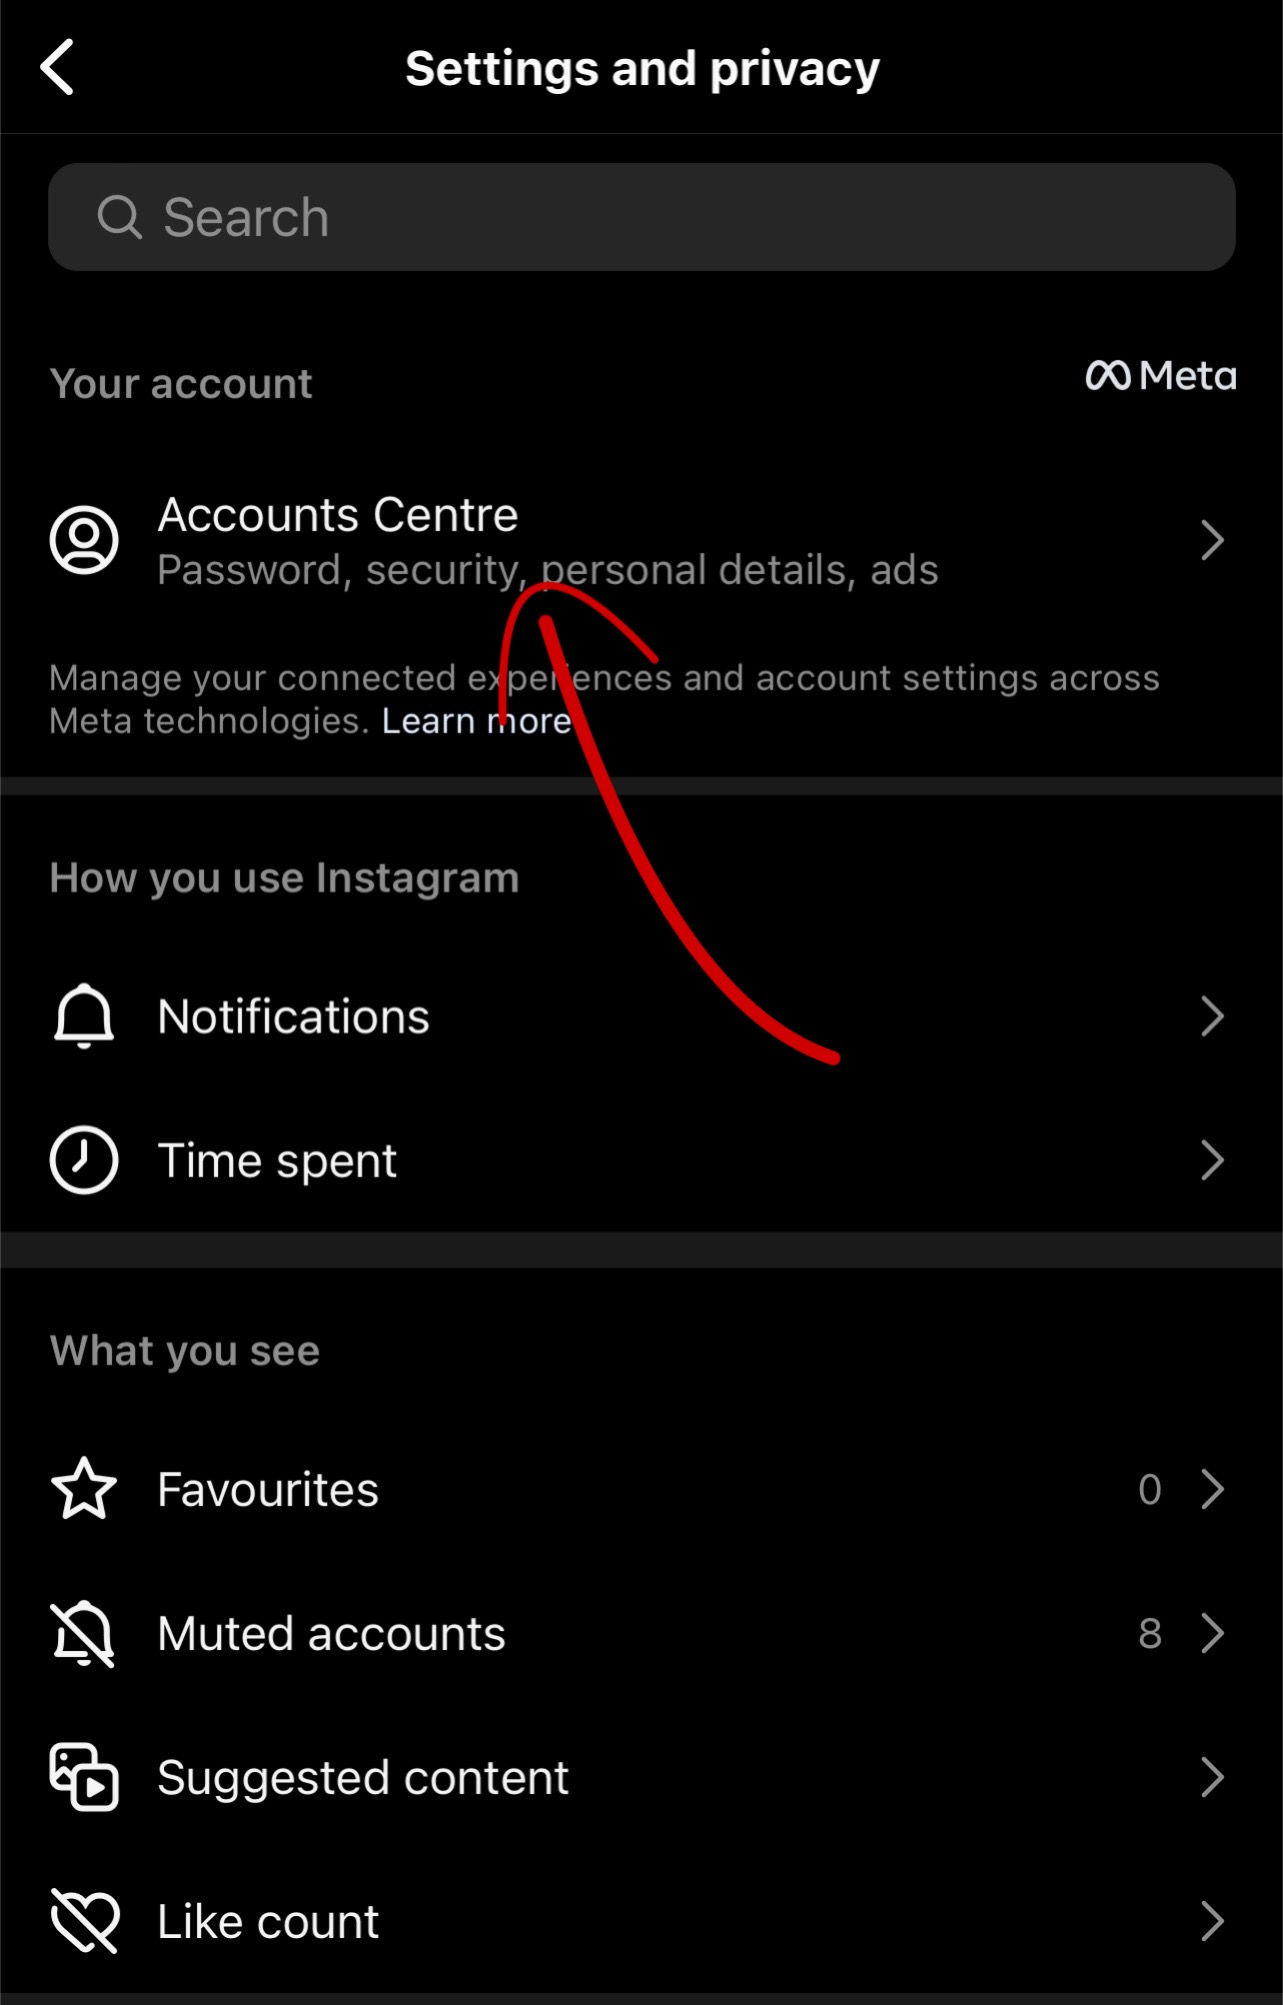 Settings and privacy
Search
Your account
Meta
Accounts Centre
Password, security, personal details, ads
Manage your connected experiences and account settings across
Meta technologies. Learn more
How you use Instagram
Notifications
Time spent
What you see
Favourites 0
Muted accounts 8
Suggested content
Like count